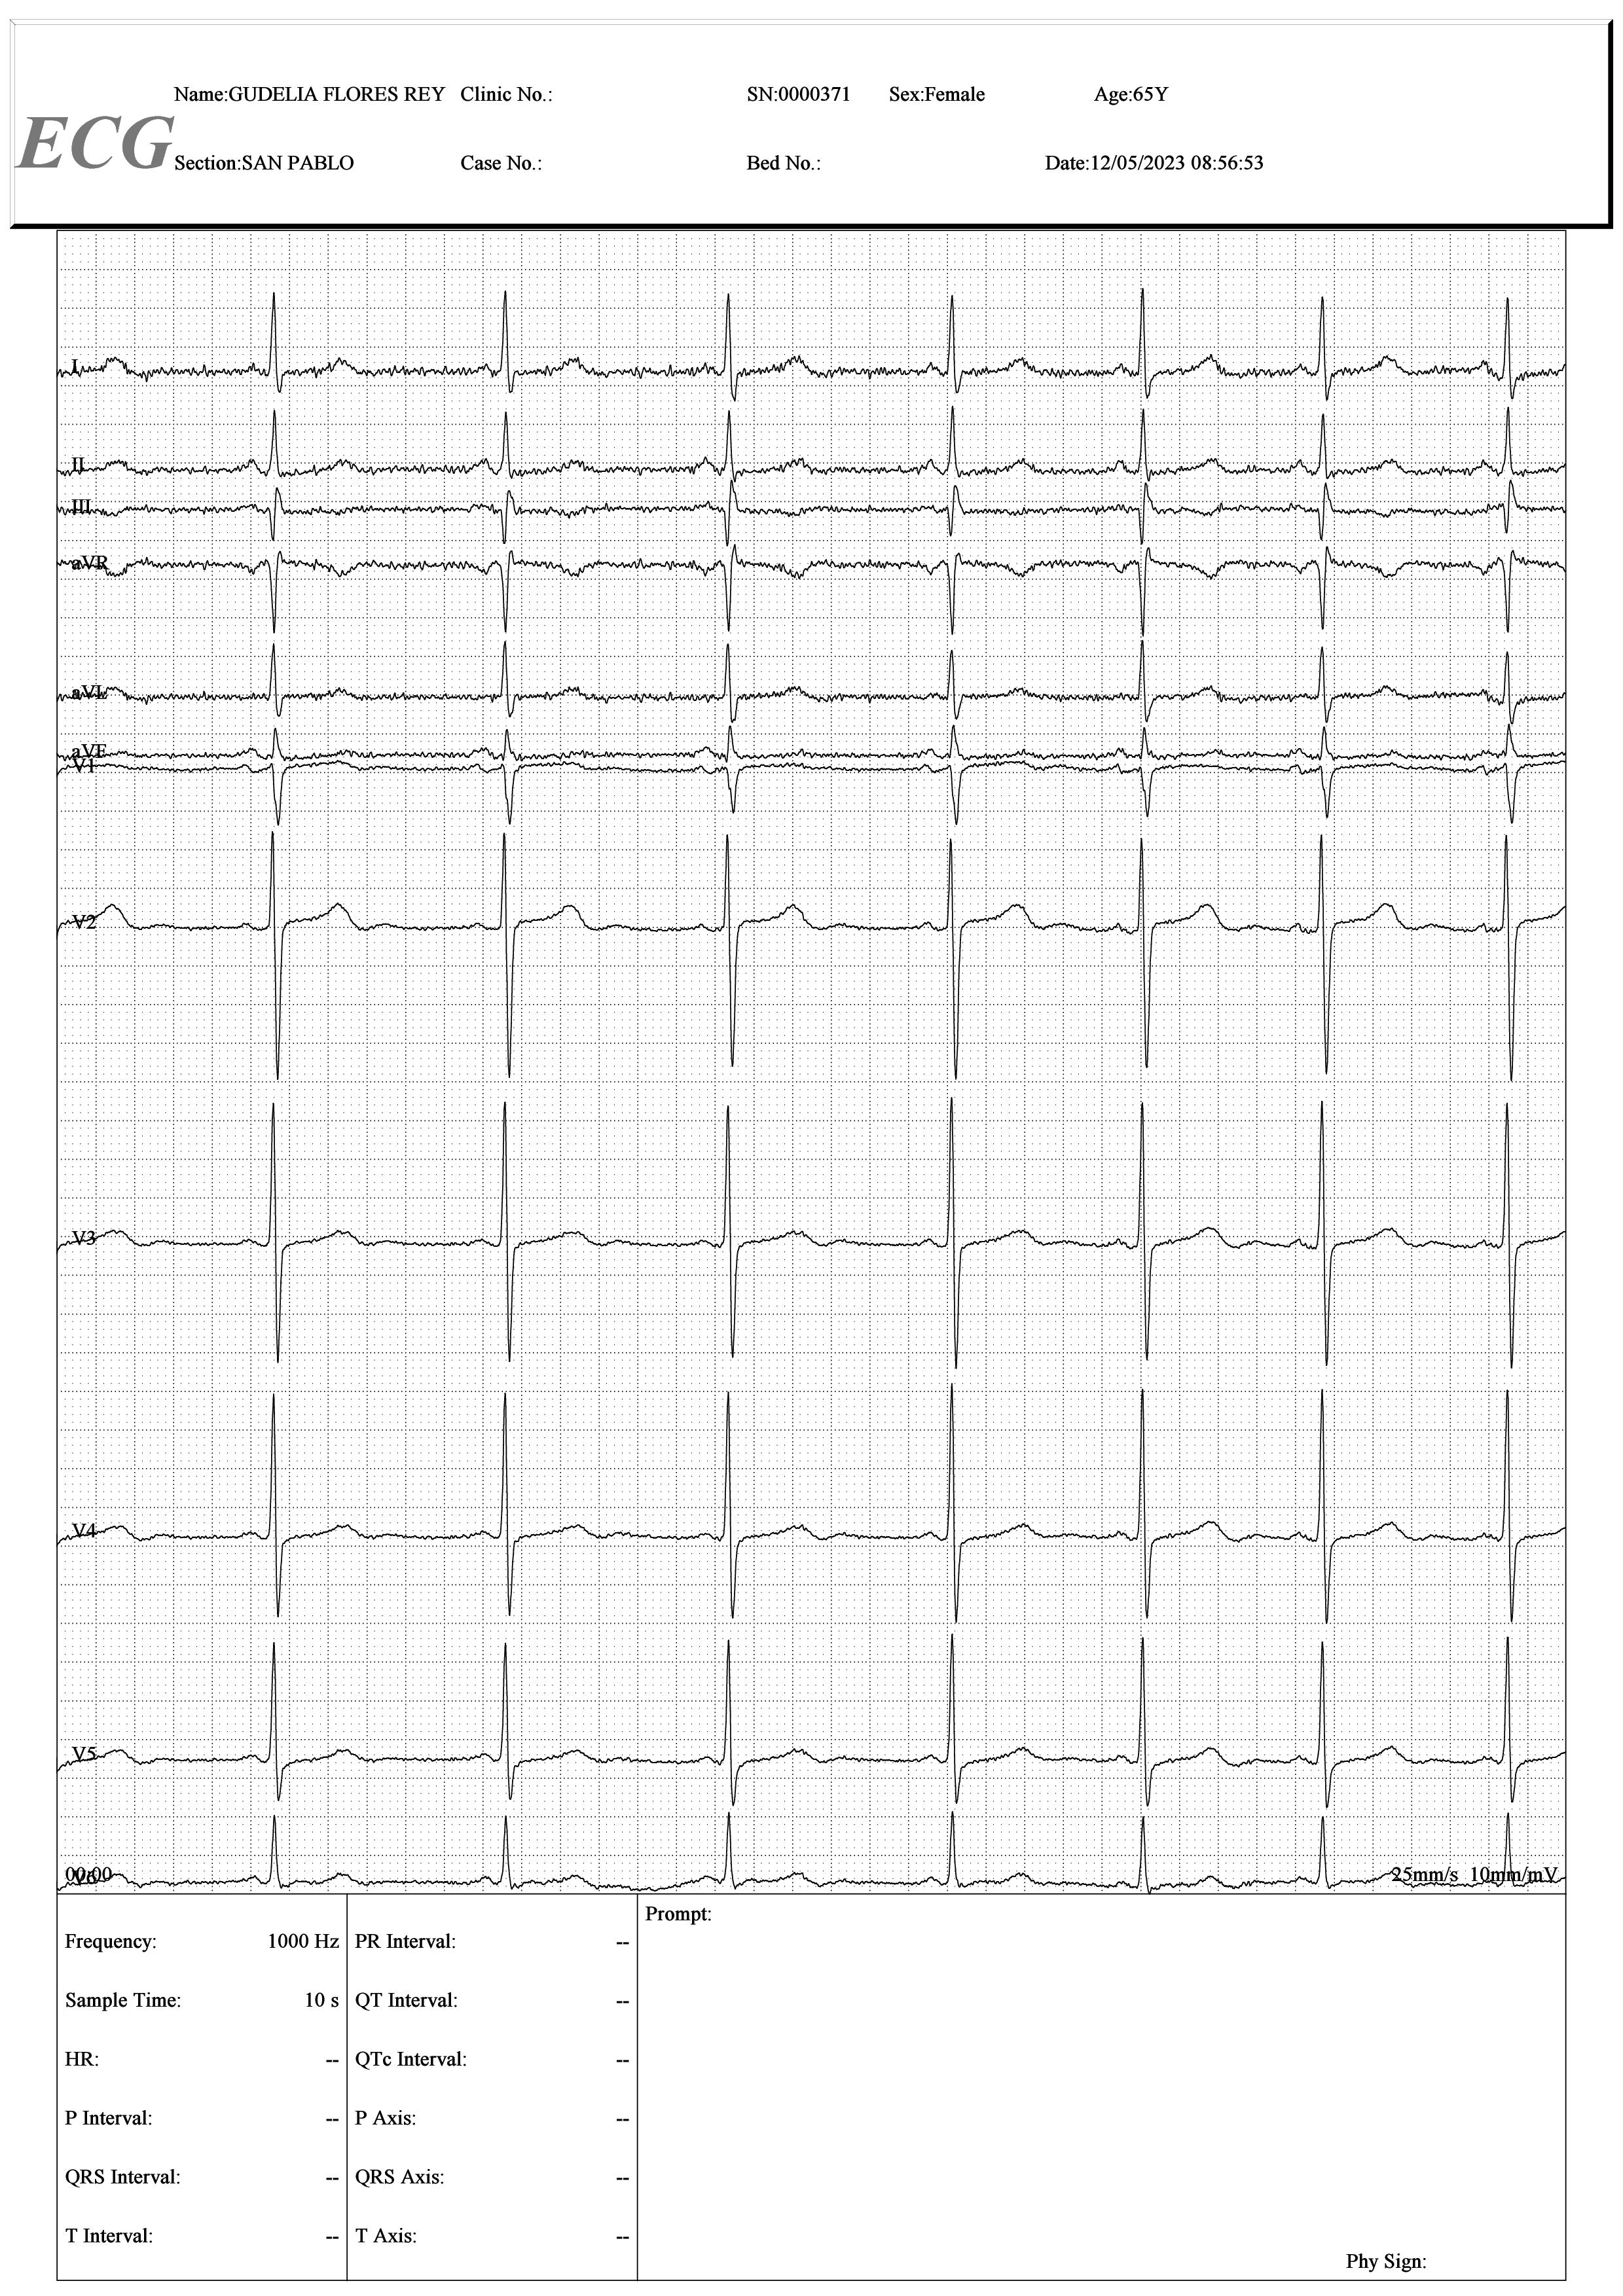 Name:GUDELIA FLORES REY Clinic No.: SN:0000371 Sex:Female Age:65Y
ECG
Section:SAN PABLO Case No.: Bed No.: Date:12/05/2023 08:56:53
I
II
III
aVR
aVL
aVF
V1
V2
V3
V4
V5
V6
00:00 25mm/s 10mm/mV
Frequency: 1000 Hz PR Interval: -- Prompt:
Sample Time: 10 s QT Interval: --
HR: -- QTc Interval: --
P Interval: -- P Axis: --
QRS Interval: -- QRS Axis: --
T Interval: -- T Axis: --
Phy Sign: